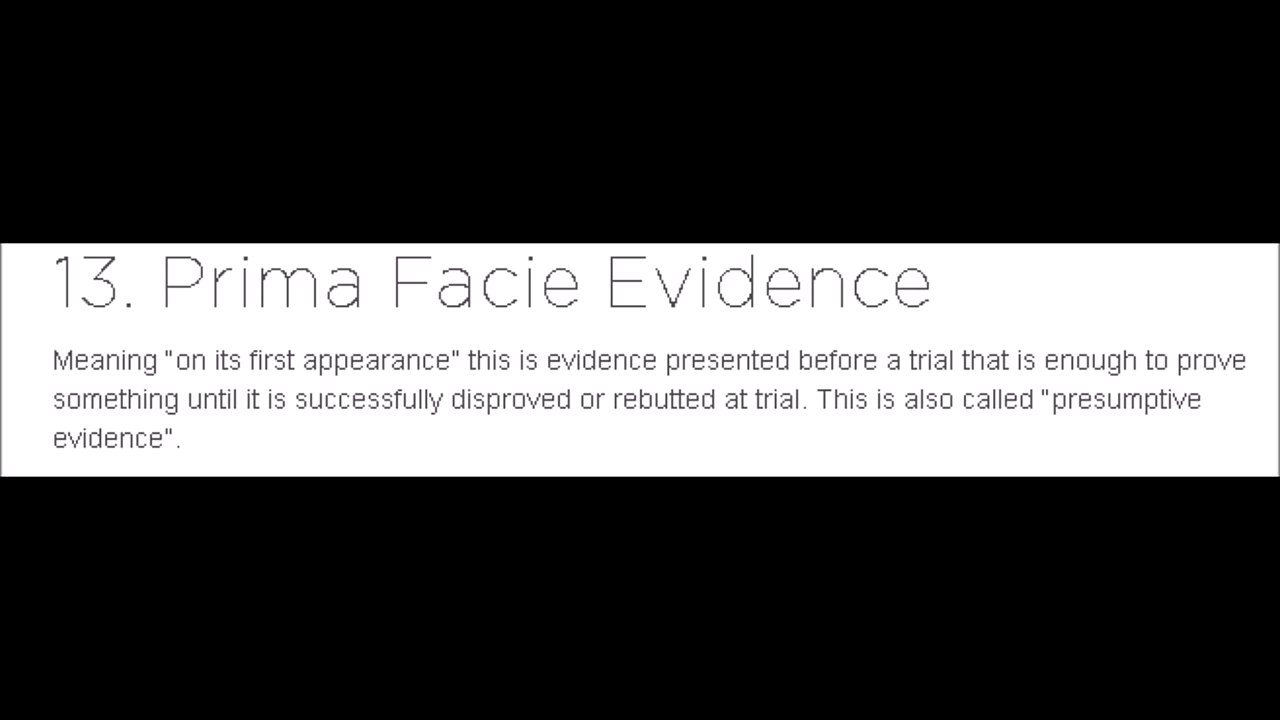 13. Prima Facie Evidence
Meaning "on its first appearance" this is evidence presented before a trial that is enough to prove
something until it is successfully disproved or rebutted at trial. This is also called "presumptive
evidence".